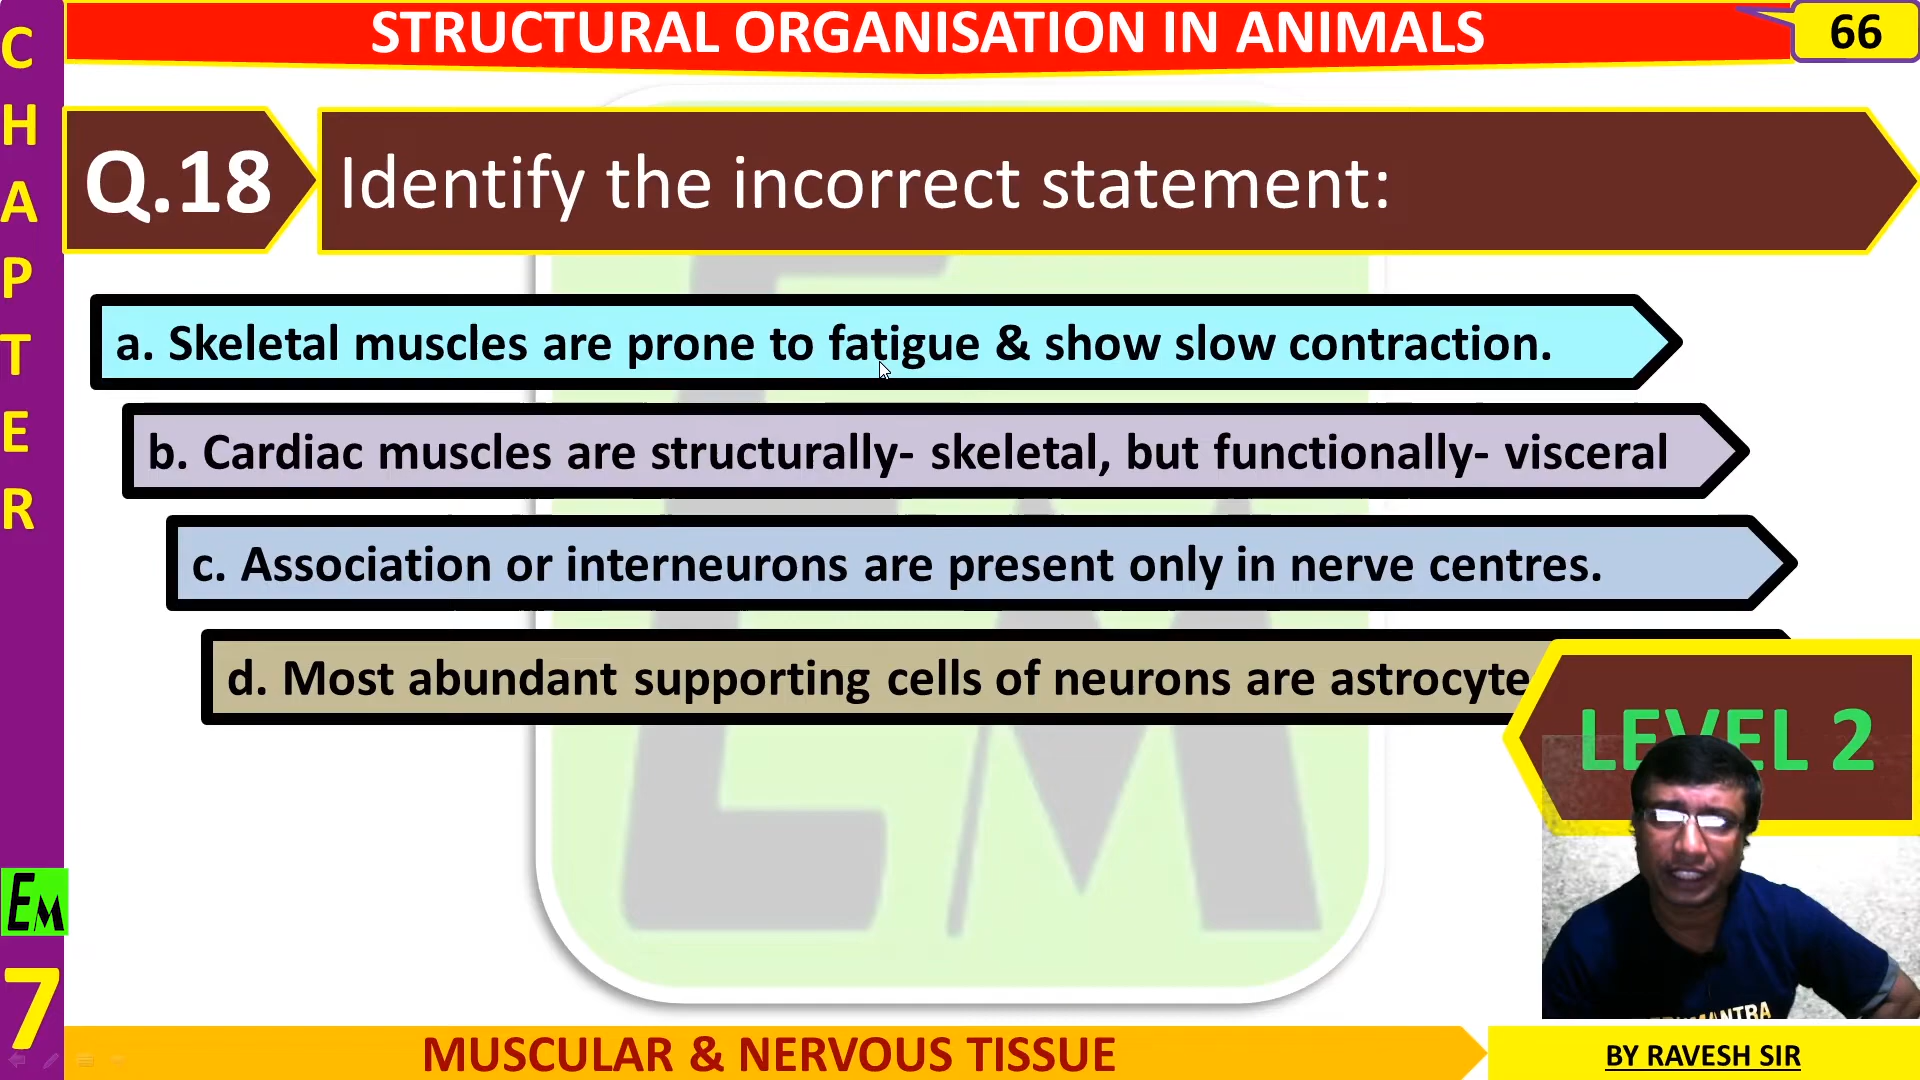 STRUCTURAL ORGANISATION IN ANIMALS
66
CHAPTER
Q.18
Identify the incorrect statement:
a. Skeletal muscles are prone to fatigue & show slow contraction.
b. Cardiac muscles are structurally- skeletal, but functionally- visceral
c. Association or interneurons are present only in nerve centres.
d. Most abundant supporting cells of neurons are astrocyte
LEVEL 2
EM
7
MUSCULAR & NERVOUS TISSUE
BY RAVESH SIR